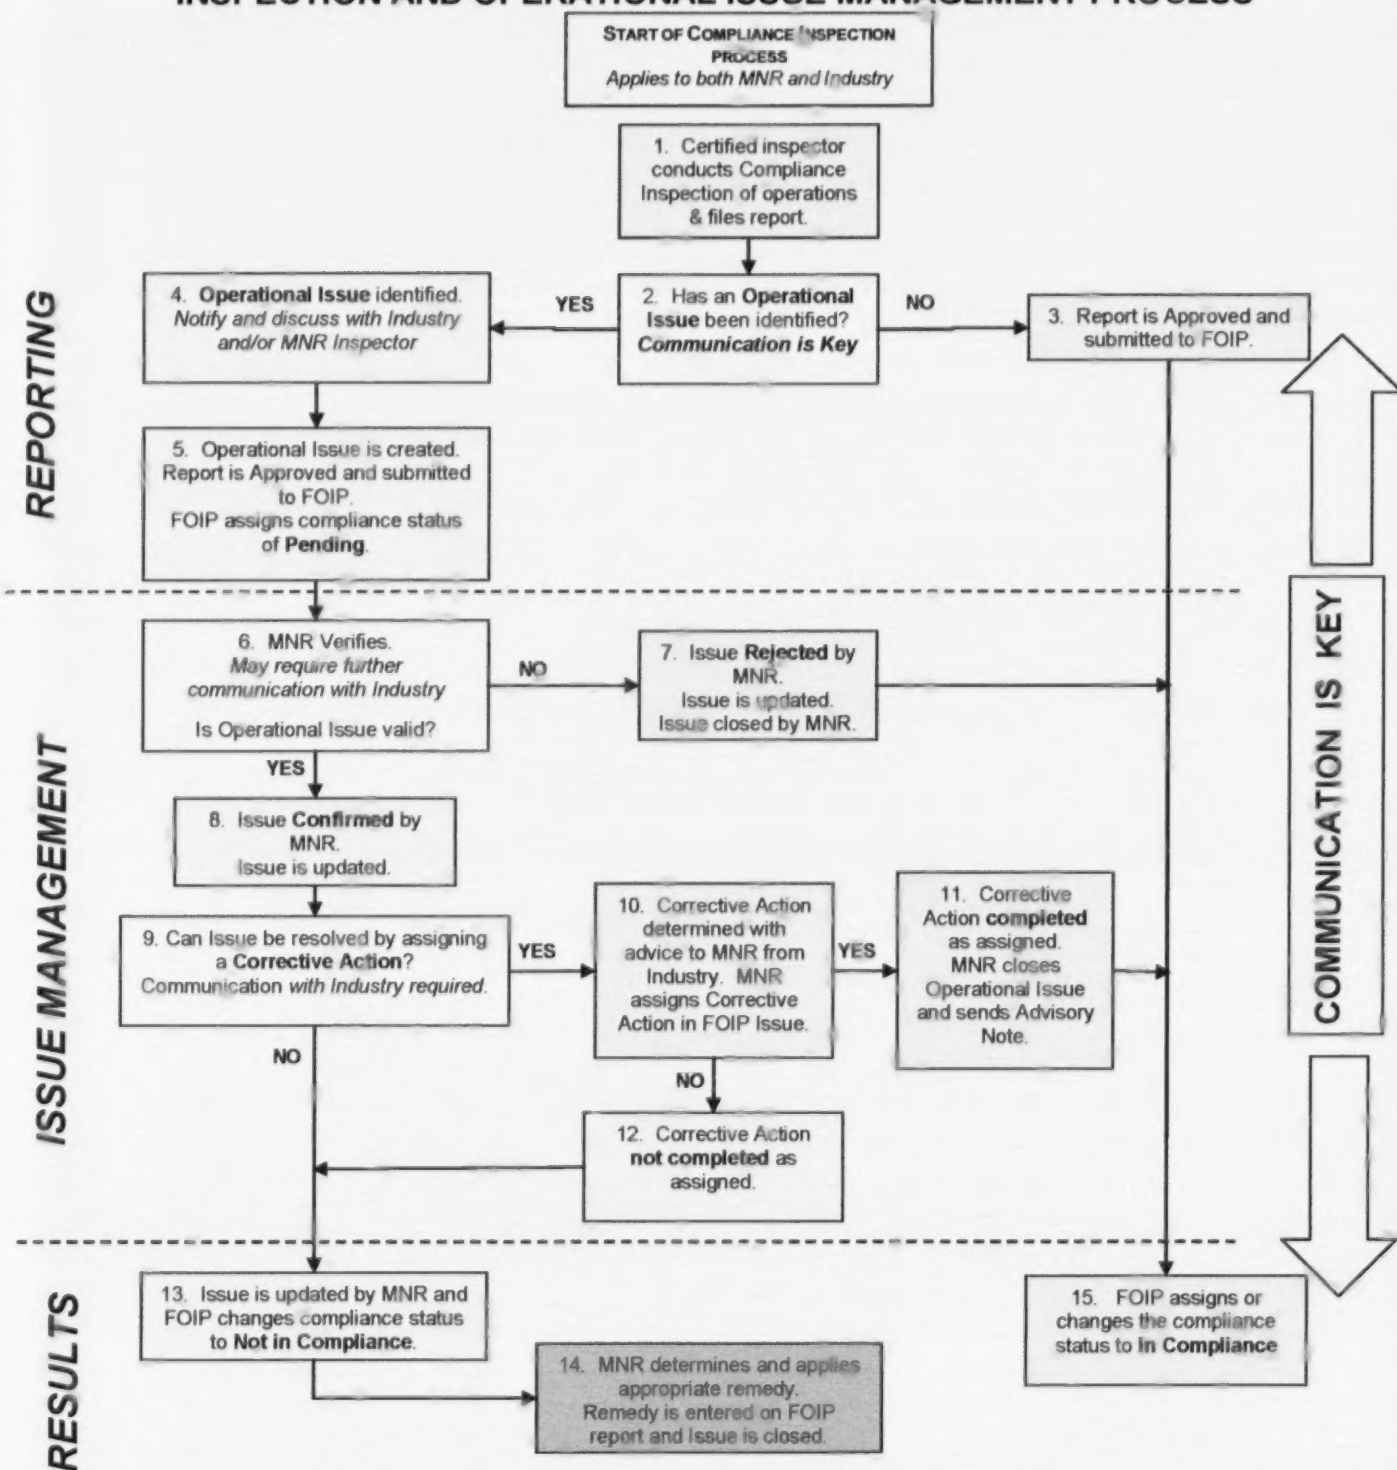 INSPECTION AND OPERATIONAL ISSUE MANAGEMENT PROCESS
START OF COMPLIANCE INSPECTION
PROCESS
Applies to both MNR and Industry
1. Certified inspector
conducts Compliance
Inspection of operations
& files report.
REPORTING
4. Operational Issue identified.
Notify and discuss with Industry
and/or MNR Inspector
YES
2. Has an Operational
Issue been identified?
Communication is Key
NO
3. Report is Approved and
submitted to FOIP.
5. Operational Issue is created.
Report is Approved and submitted
to FOIP.
FOIP assigns compliance status
of Pending.
COMMUNICATION IS KEY
ISSUE MANAGEMENT
6. MNR Verifies.
May require further
communication with Industry
Is Operational Issue valid?
NO
7. Issue Rejected by
MNR.
Issue is updated.
Issue closed by MNR.
YES
8. Issue Confirmed by
MNR.
Issue is updated.
9. Can Issue be resolved by assigning
a Corrective Action?
Communication with Industry required.
YES
10. Corrective Action
determined with
advice to MNR from
Industry. MNR
assigns Corrective
Action in FOIP Issue.
YES
11. Corrective
Action completed
as assigned.
MNR closes
Operational Issue
and sends Advisory
Note.
NO
NO
12. Corrective Action
not completed as
assigned.
RESULTS
13. Issue is updated by MNR and
FOIP changes compliance status
to Not in Compliance.
14. MNR determines and applies
appropriate remedy.
Remedy is entered on FOIP
report and Issue is closed.
15. FOIP assigns or
changes the compliance
status to In Compliance